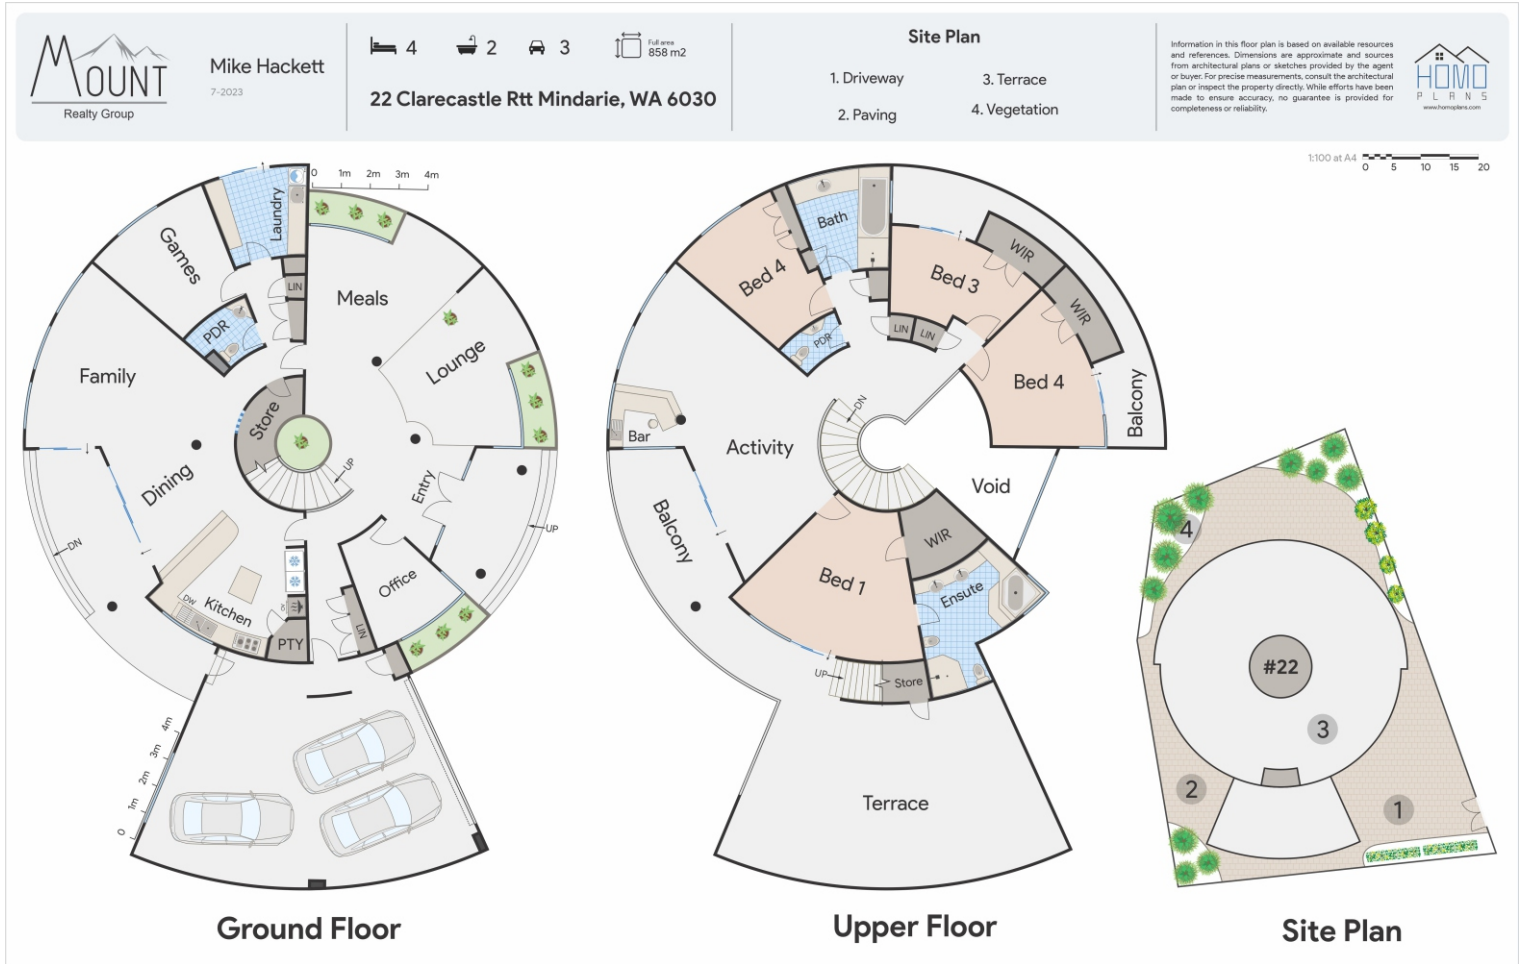 MOUNT
Realty Group
Mike Hackett
7-2023
4
2
3
Full area
858 m2
22 Clarecastle Rtt Mindarie, WA 6030
Site Plan
1. Driveway
2. Paving
3. Terrace
4. Vegetation
Information in this floor plan is based on available resources
and references. Dimensions are approximate and sources
from architectural plans or sketches provided by the agent
or buyer. For precise measurements, consult the architectural
plan or inspect the property directly. While efforts have been
made to ensure accuracy, no guarantee is provided for
completeness or reliability.
HOMO
PLANS
www.homoplans.com
1:100 at A4
0 5 10 15 20
0 1m 2m 3m 4m
Laundry
Games
LIN
Meals
PDR
Lounge
Family
Store
UP
Dining
Entry
UP
DN
Office
DW
Kitchen
LIN
PTY
4m
3m
2m
1m
0
Ground Floor
Bath
Bed 4
WIR
Bed 3
WIR
LIN
LIN
PDR
Bed 4
Balcony
DN
Bar
Activity
Void
Balcony
WIR
Bed 1
Ensute
UP
Store
Terrace
Upper Floor
4
#22
3
2
1
Site Plan